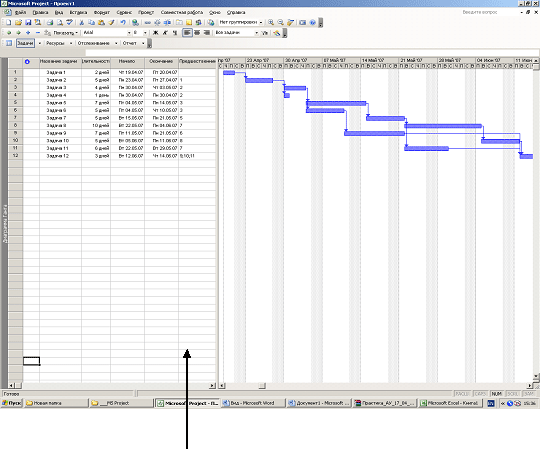 Microsoft Project - Проект1
Файл Правка Вид Вставка Формат Сервис Проект Совместная работа Окно Справка Введите вопрос
Нет группировки
Показать Arial 8 Ж К Ч Все задачи
Задачи Ресурсы Отслеживание Отчет
Название задачи Длительность Начало Окончание Предшественники
23 Апр '07 30 Апр '07 07 Май '07 14 Май '07 21 Май '07 28 Май '07 04 Июн '07 11 Июн
1 Задача 1 2 дней Чт 19.04.07 Пт 20.04.07
2 Задача 2 5 дней Пн 23.04.07 Пт 27.04.07 1
3 Задача 3 4 дней Пн 30.04.07 Чт 03.05.07 2
4 Задача 4 1 день Пн 30.04.07 Пн 30.04.07 2
5 Задача 5 7 дней Пт 04.05.07 Пн 14.05.07 3
6 Задача 6 5 дней Пт 04.05.07 Чт 10.05.07 3
7 Задача 7 5 дней Вт 15.05.07 Пн 21.05.07 5
8 Задача 8 10 дней Вт 22.05.07 Пн 04.06.07 7
9 Задача 9 7 дней Пт 11.05.07 Пн 21.05.07 6
10 Задача 10 5 дней Вт 05.06.07 Пн 11.06.07 8
11 Задача 11 6 дней Вт 22.05.07 Вт 29.05.07 7
12 Задача 12 3 дней Вт 12.06.07 Чт 14.06.07 9;10;11
Диаграмма Ганта
Готово NUM
Пуск Новая папка ___MS Project Microsoft Project - П... Вид - Microsoft Word Документ1 - Microsoft ... Практика_АУ_17_04_... Microsoft Excel - Книга1 15:36